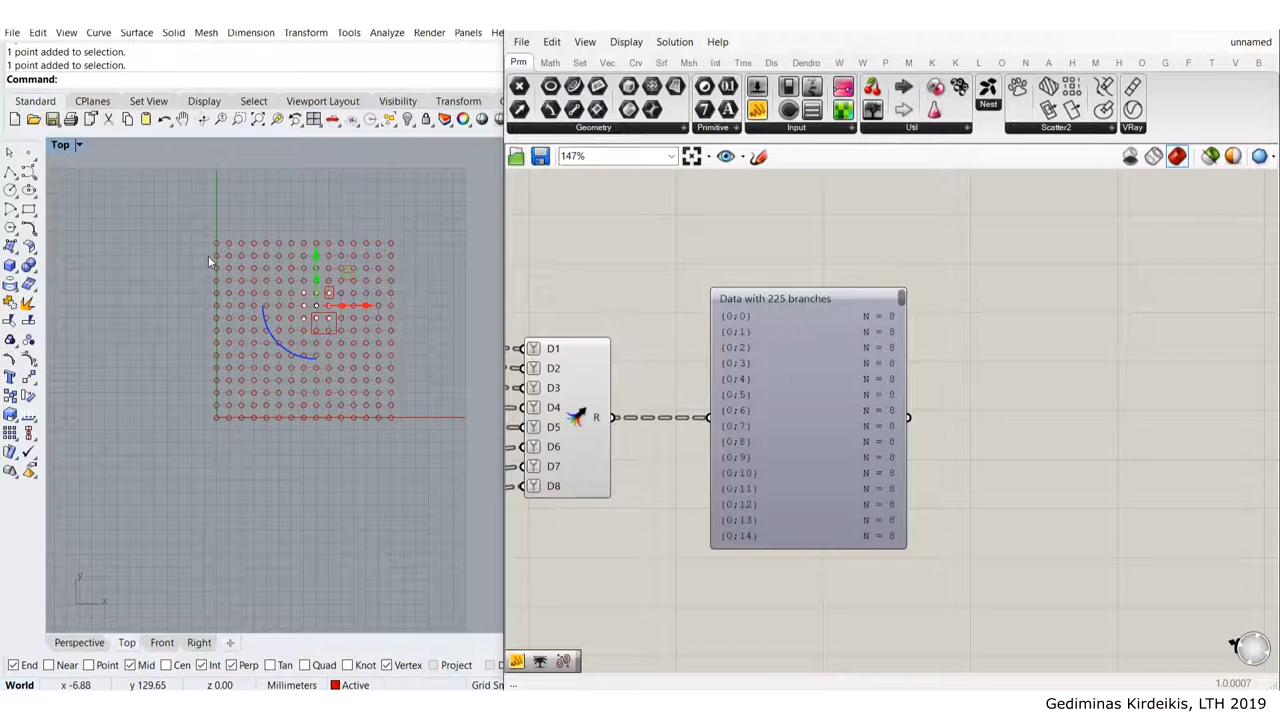 File Edit View Curve Surface Solid Mesh Dimension Transform Tools Analyze Render Panels He
1 point added to selection.
1 point added to selection.
Command:
Standard CPlanes Set View Display Select Viewport Layout Visibility Transform
Top
Perspective Top Front Right
End Near Point Mid Cen Int Perp Tan Quad Knot Vertex Project D
World x -6.88 y 129.65 z 0.00 Millimeters Active Grid Sn
y
x
File Edit View Display Solution Help unnamed
Prm Math Set Vec Crv Srf Msh Int Trns Dis Dendro W W P M K K O N A H M E H O V B
Geometry Primitive Input Util Nest Scatter2 VRay
147%
D1
D2
D3
D4
D5
D6
D7
D8
R
Data with 225 branches
{0;0} N = 8
{0;1} N = 8
{0;2} N = 8
{0;3} N = 8
{0;4} N = 8
{0;5} N = 8
{0;6} N = 8
{0;7} N = 8
{0;8} N = 8
{0;9} N = 8
{0;10} N = 8
{0;11} N = 8
{0;12} N = 8
{0;13} N = 8
{0;14} N = 8
...
1.0.0007
Gediminas Kirdeikis, LTH 2019